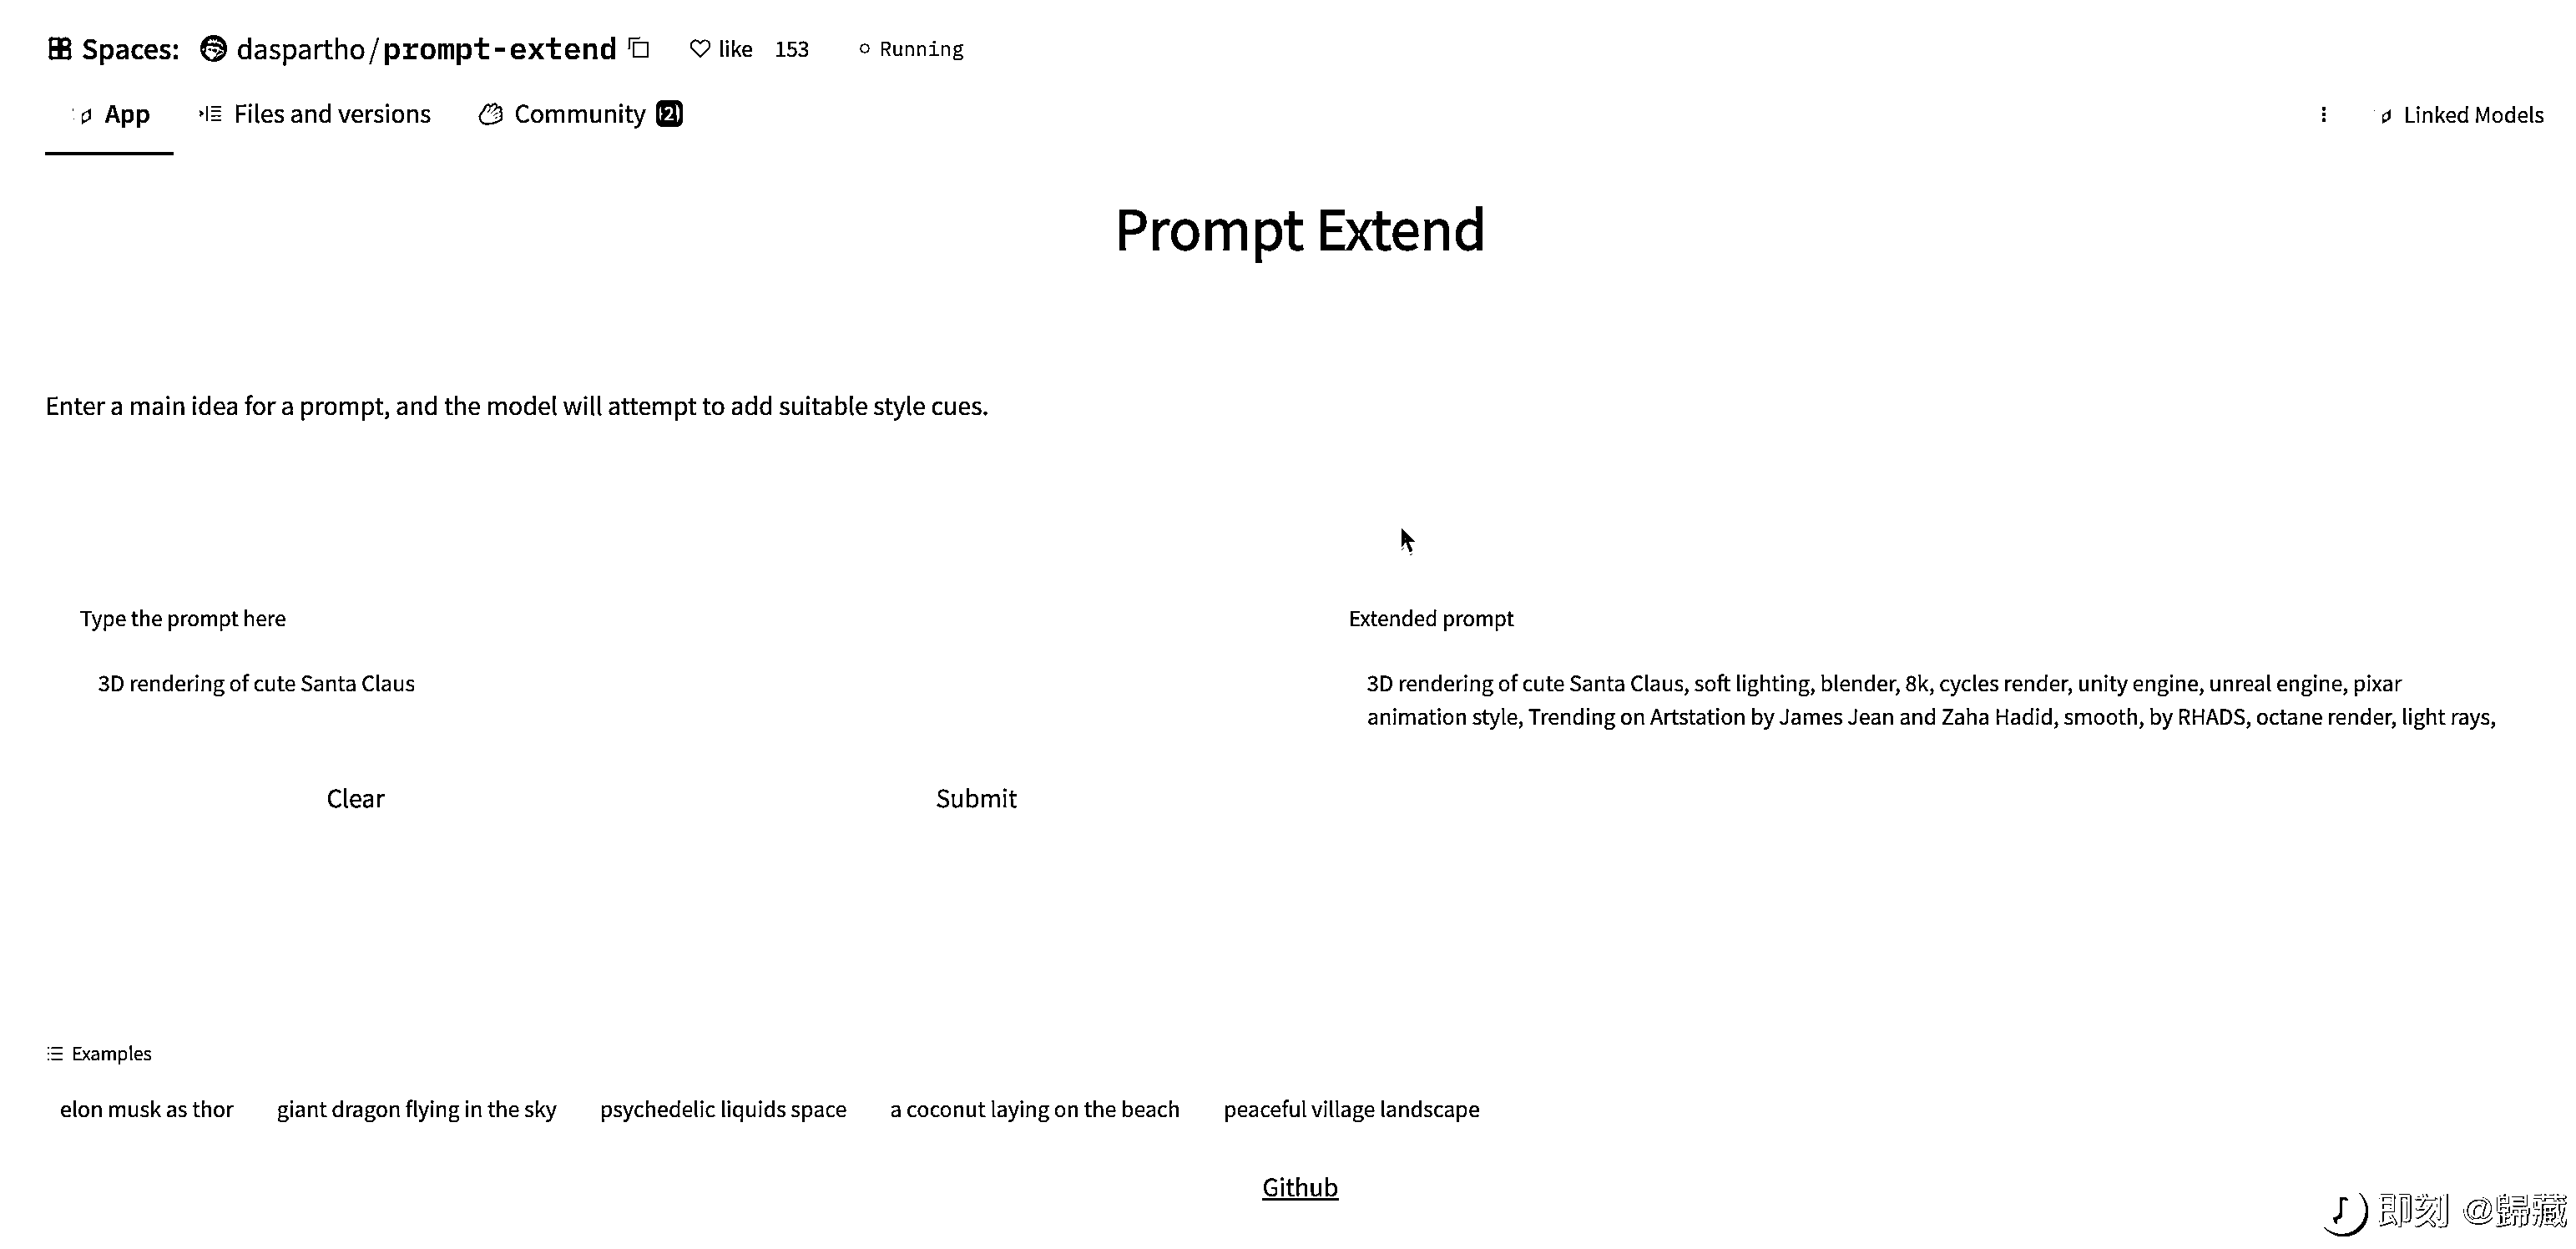 Spaces: daspartho/prompt-extend like 153 Running
App Files and versions Community 2 Linked Models
Prompt Extend
Enter a main idea for a prompt, and the model will attempt to add suitable style cues.
Type the prompt here
3D rendering of cute Santa Claus
Clear Submit
Extended prompt
3D rendering of cute Santa Claus, soft lighting, blender, 8k, cycles render, unity engine, unreal engine, pixar
animation style, Trending on Artstation by James Jean and Zaha Hadid, smooth, by RHADS, octane render, light rays,
Examples
elon musk as thor giant dragon flying in the sky psychedelic liquids space a coconut laying on the beach peaceful village landscape
Github
即刻 @歸藏